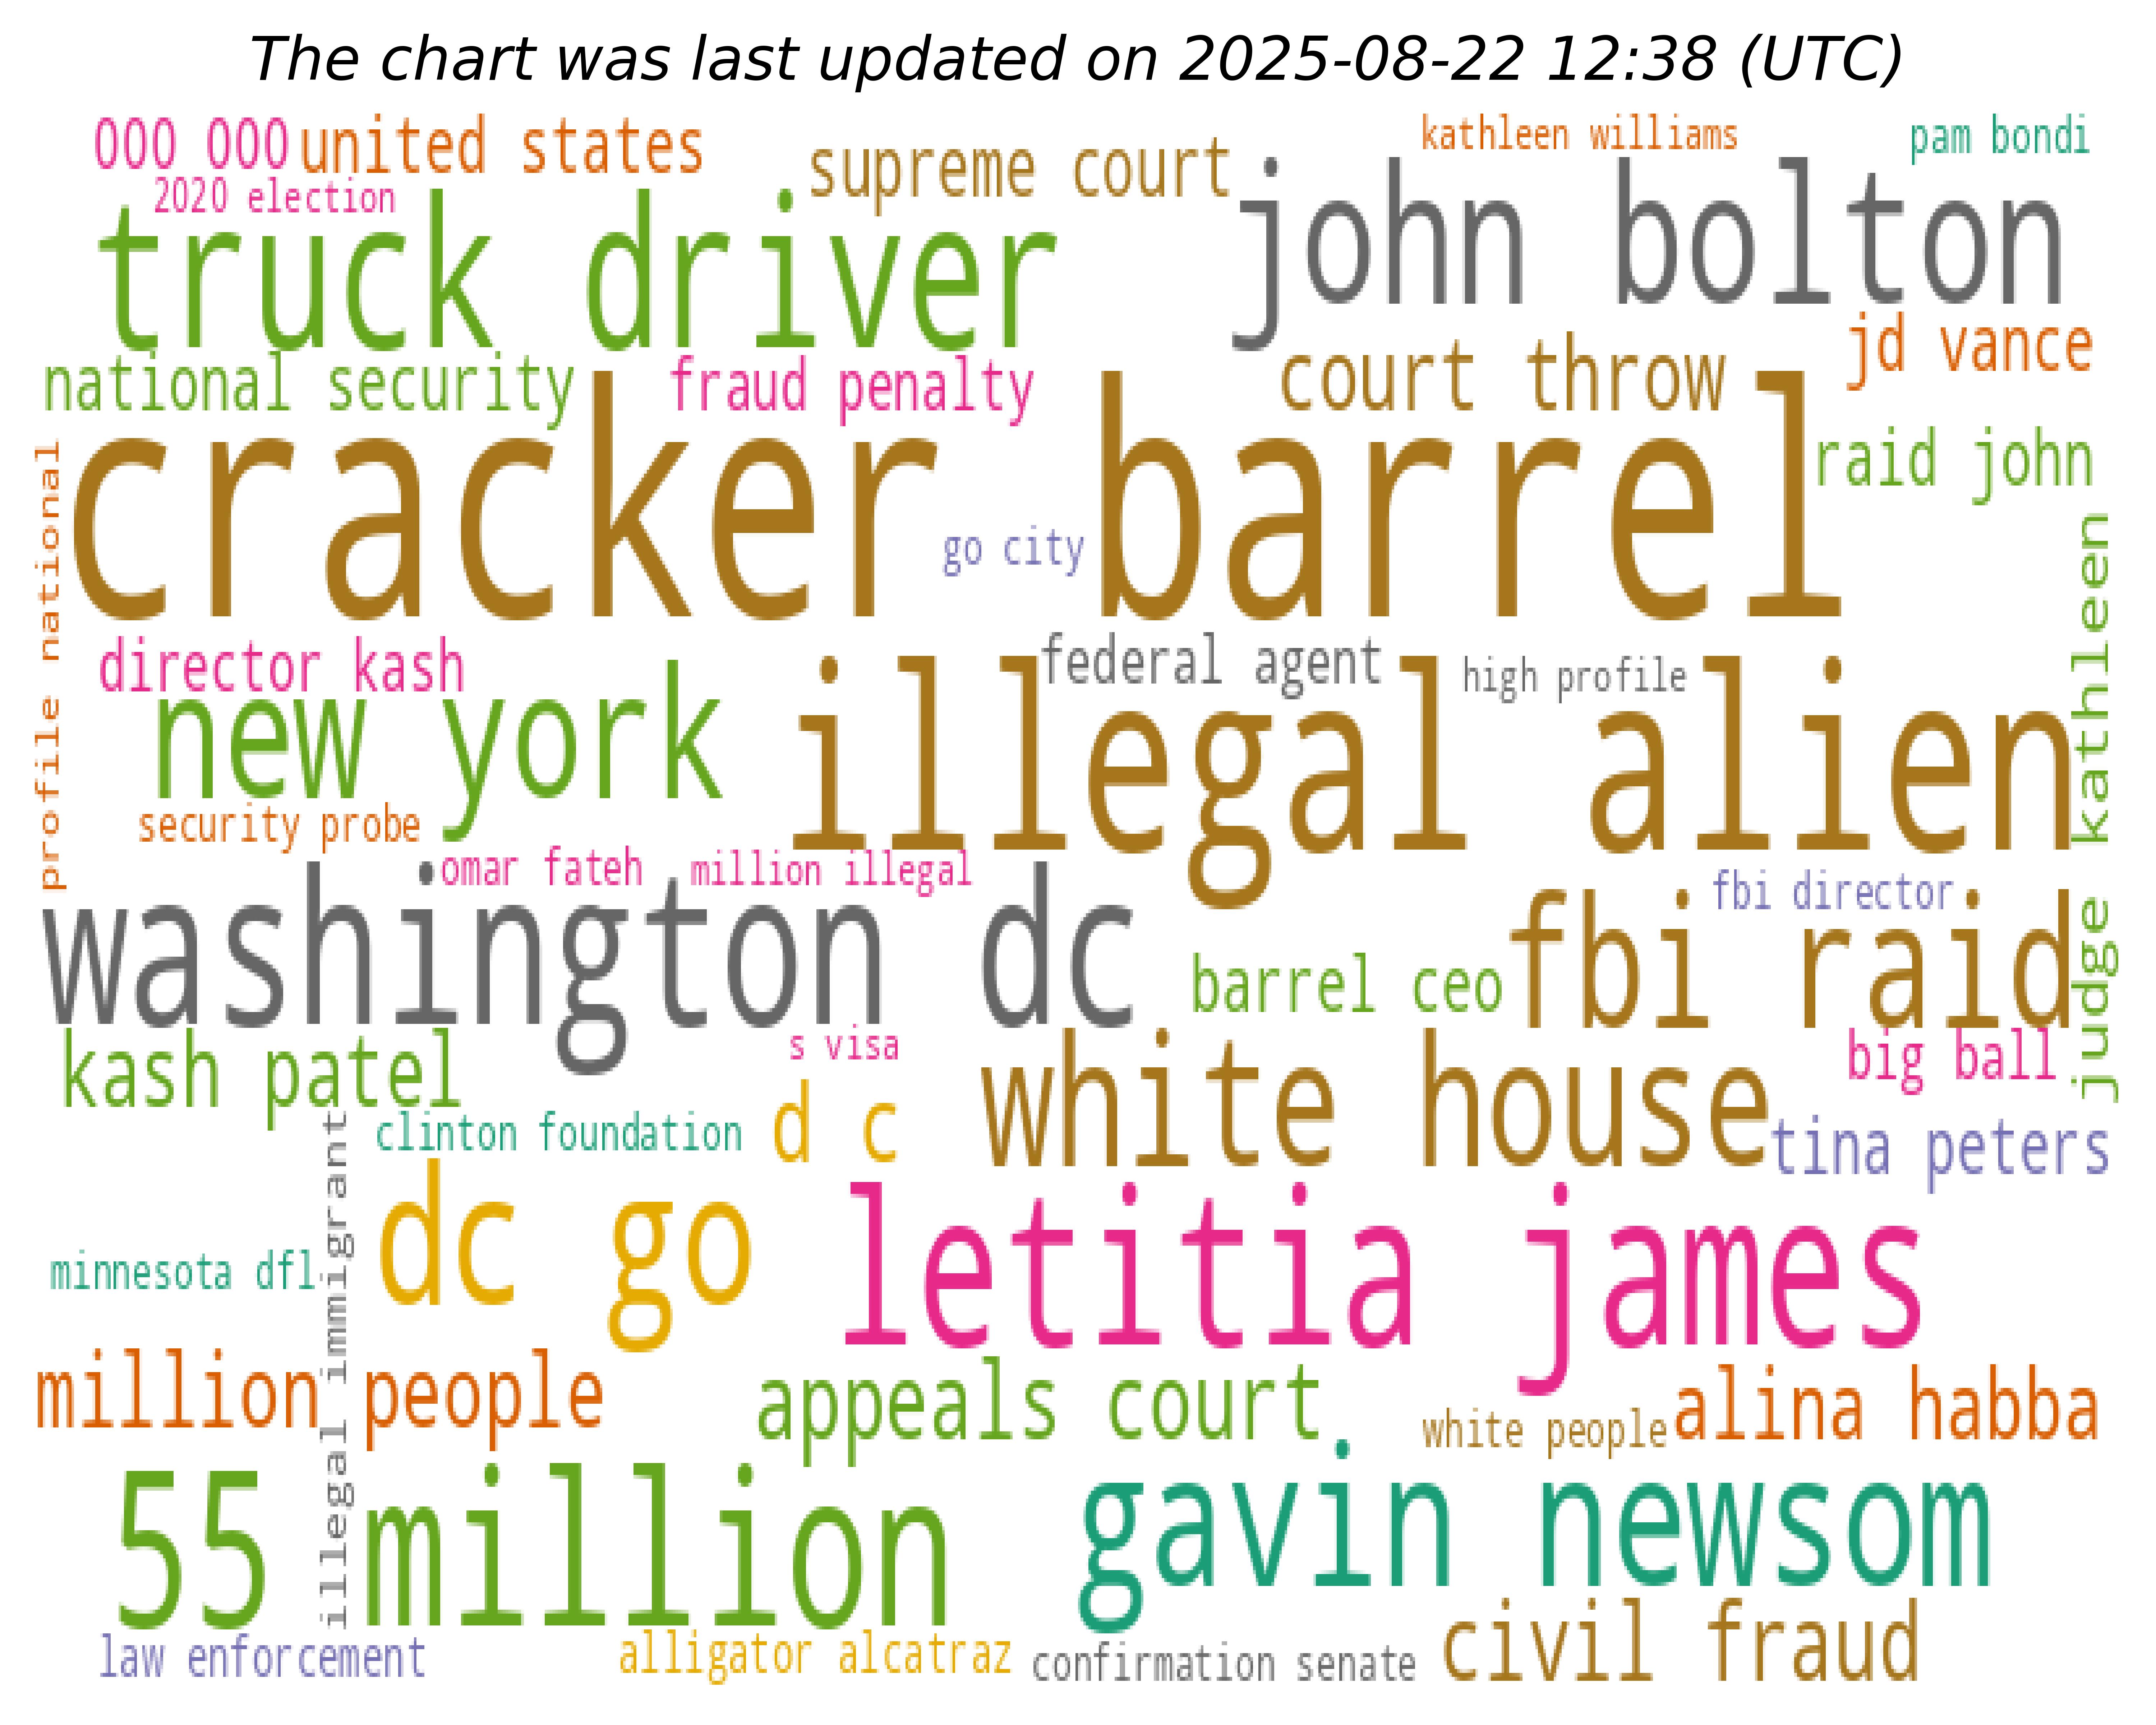 The chart was last updated on 2025-08-22 12:38 (UTC)
000 000
united states
supreme court
kathleen williams
pam bondi
2020 election
truck driver
john bolton
jd vance
national security
fraud penalty
court throw
cracker barrel
raid john
profile national
go city
judge kathleen
director kash
federal agent
high profile
new york
illegal alien
security probe
omar fateh
million illegal
fbi director
washington dc
barrel ceo
fbi raid
kash patel
s visa
white house
big ball
clinton foundation
d c
tina peters
illegal immigrant
dc go
letitia james
minnesota dfl
million people
appeals court
white people
alina habba
55 million
gavin newsom
law enforcement
alligator alcatraz
confirmation senate
civil fraud